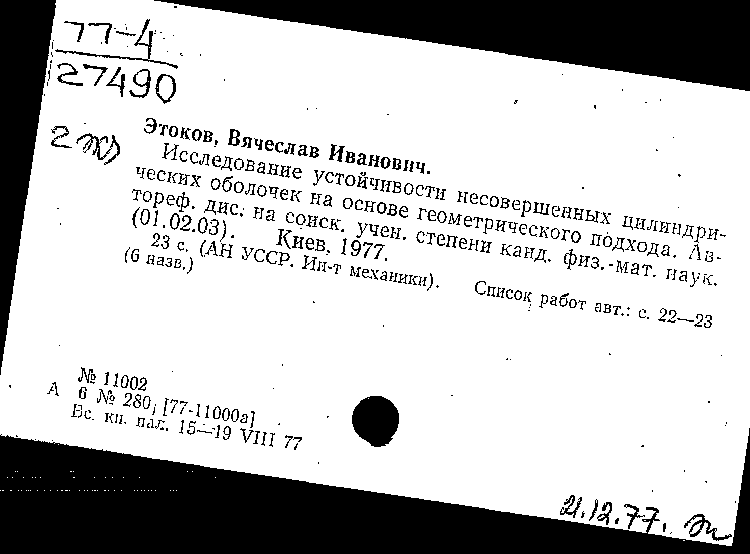 77-4
27490
2
Этоков, Вячеслав Иванович.
Исследование устойчивости несовершенных цилиндри-
ческих оболочек на основе геометрического подхода. Ав-
тореф. дис. на соиск. учен. степени канд. физ.-мат. наук.
(01.02.03). Киев, 1977.
23 с. (АН УССР. Ин-т механики). Список работ авт.: с. 22—23
(6 назв.)
№ 11002
А 6 № 280; [77-11000а]
Вс. кн. пал. 15—19 VIII 77
21.12.77.